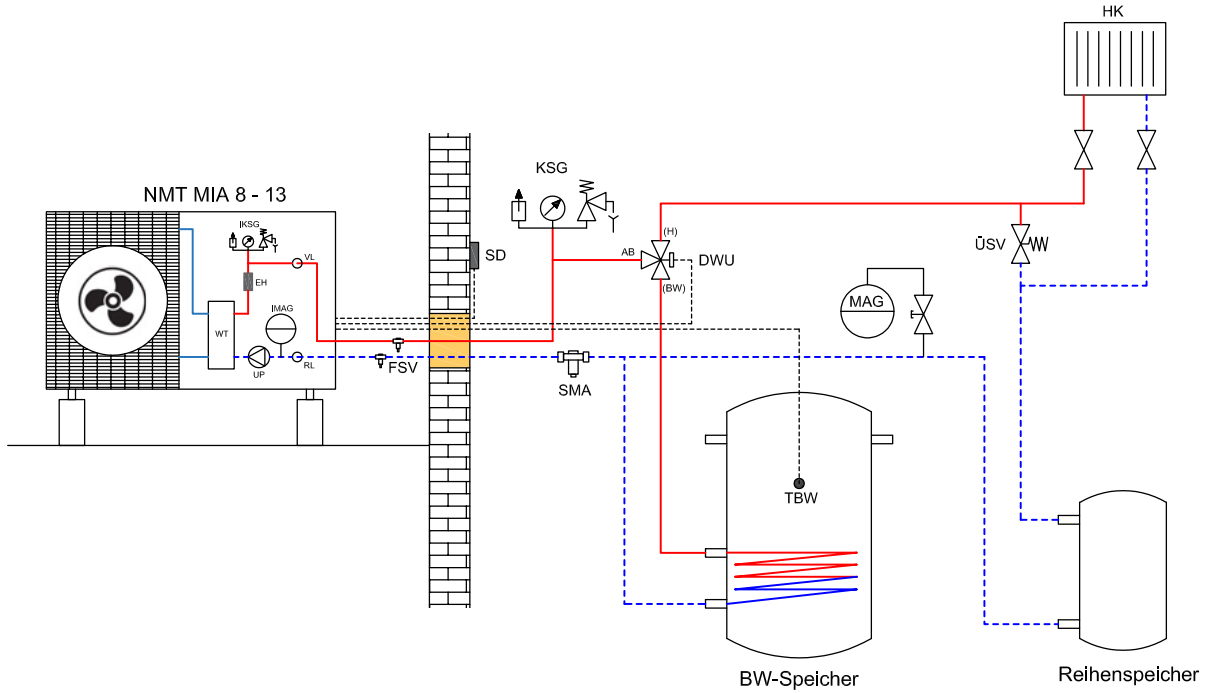 HK
NMT MIA 8 - 13
KSG
IKSG
(H)
ÜSV
AB
SD
DWU
VL
EH
(BW)
MAG
IMAG
WT
UP
RL
FSV
SMA
TBW
BW-Speicher
Reihenspeicher